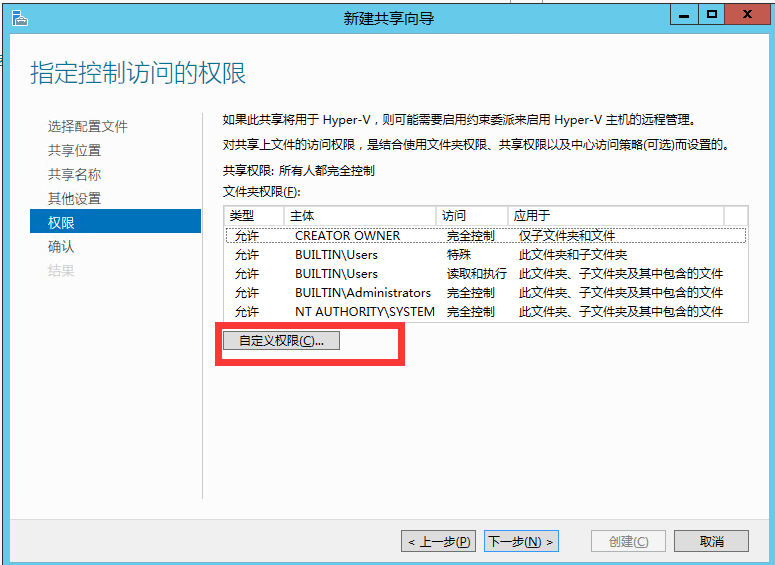 新建共享向导
指定控制访问的权限
选择配置文件
共享位置
共享名称
其他设置
权限
确认
结果
如果此共享将用于 Hyper-V，则可能需要启用约束委派来启用 Hyper-V 主机的远程管理。
对共享上文件的访问权限，是结合使用文件夹权限、共享权限以及中心访问策略(可选)而设置的。
共享权限: 所有人都完全控制
文件夹权限(F):
类型 主体 访问 应用于
允许 CREATOR OWNER 完全控制 仅子文件夹和文件
允许 BUILTIN\Users 特殊 此文件夹和子文件夹
允许 BUILTIN\Users 读取和执行 此文件夹、子文件夹及其中包含的文件
允许 BUILTIN\Administrators 完全控制 此文件夹、子文件夹及其中包含的文件
允许 NT AUTHORITY\SYSTEM 完全控制 此文件夹、子文件夹及其中包含的文件
自定义权限(C)...
< 上一步(P) 下一步(N) > 创建(C) 取消